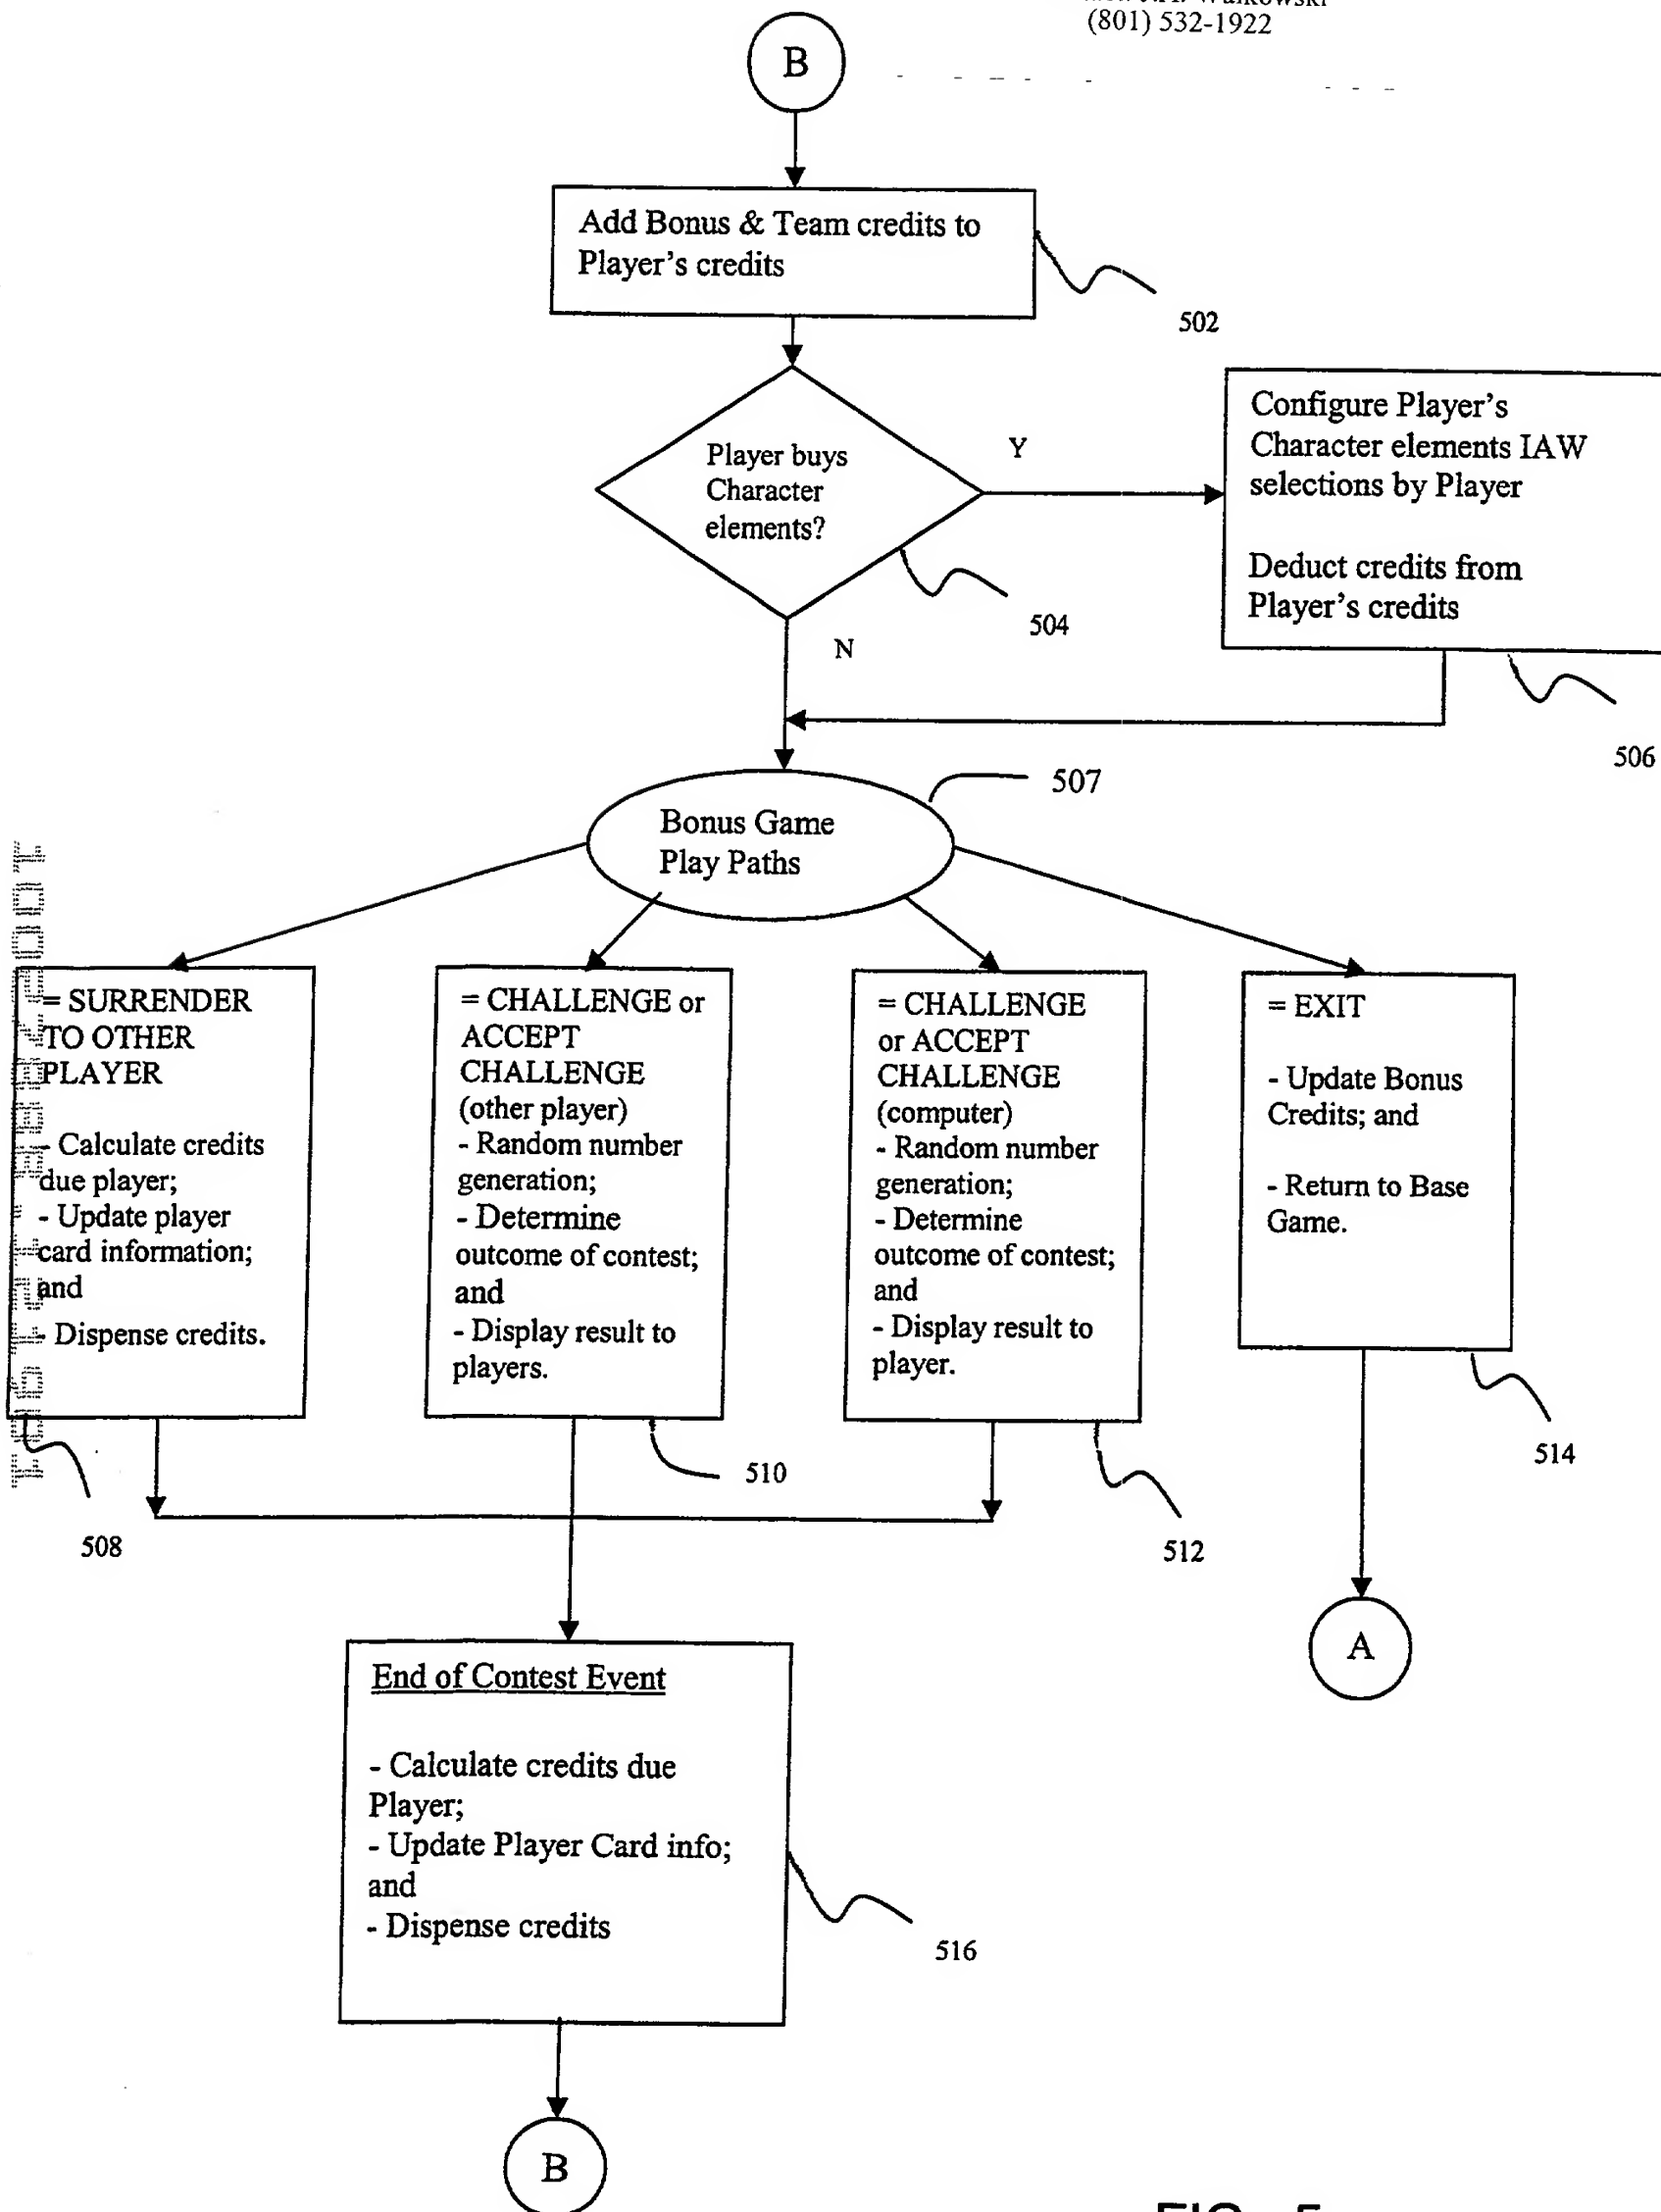 (801) 532-1922
B
Add Bonus & Team credits to
Player's credits
502
Player buys
Character
elements?
Y
504
N
Configure Player's
Character elements IAW
selections by Player
Deduct credits from
Player's credits
506
507
Bonus Game
Play Paths
= SURRENDER
TO OTHER
PLAYER
- Calculate credits
due player;
- Update player
card information;
and
- Dispense credits.
508
= CHALLENGE or
ACCEPT
CHALLENGE
(other player)
- Random number
generation;
- Determine
outcome of contest;
and
- Display result to
players.
510
= CHALLENGE
or ACCEPT
CHALLENGE
(computer)
- Random number
generation;
- Determine
outcome of contest;
and
- Display result to
player.
512
= EXIT
- Update Bonus
Credits; and
- Return to Base
Game.
514
A
End of Contest Event
- Calculate credits due
Player;
- Update Player Card info;
and
- Dispense credits
516
B